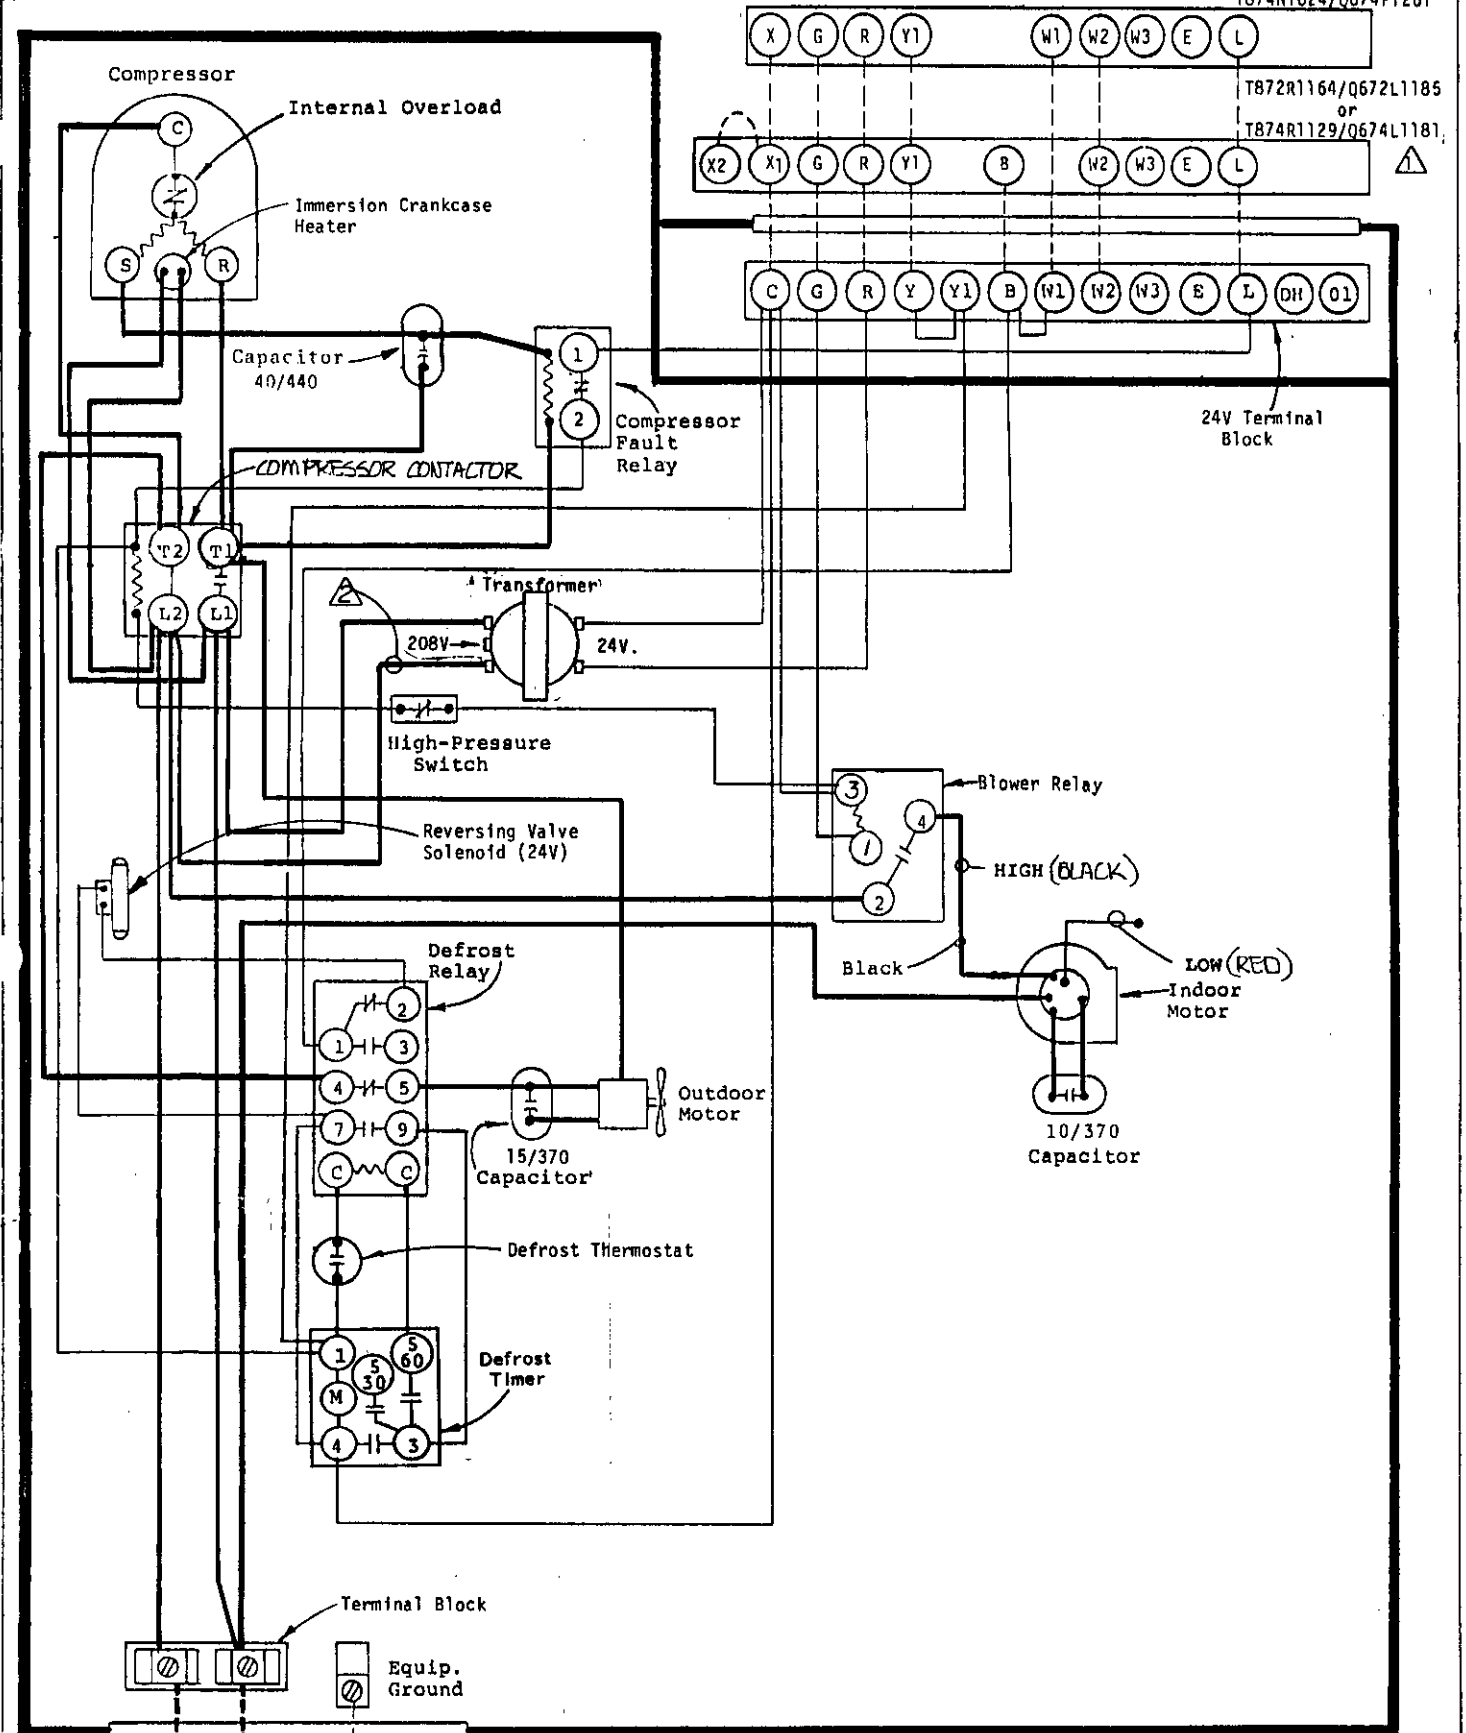 X G R Y1 W1 W2 W3 E L
Compressor
Internal Overload
T872R1164/Q672L1185
or
T874R1129/Q674L1181
C
X2 X1 G R Y1 B W2 W3 E L
1
Immersion Crankcase
Heater
S R
C G R Y Y1 B W1 W2 W3 E L DH O1
Capacitor
40/440
1
2
Compressor
Fault
Relay
24V Terminal
Block
COMPRESSOR CONTACTOR
T2 T1
L2 L1
2
Transformer
208V
24V.
High-Pressure
Switch
3
4
1
2
Blower Relay
Reversing Valve
Solenoid (24V)
HIGH (BLACK)
Black
LOW (RED)
Indoor
Motor
Defrost
Relay
2
1 3
4 5
7 9
C C
Outdoor
Motor
15/370
Capacitor
10/370
Capacitor
Defrost Thermostat
1
S
30
S
60
M
4 3
Defrost
Timer
Terminal Block
Equip.
Ground